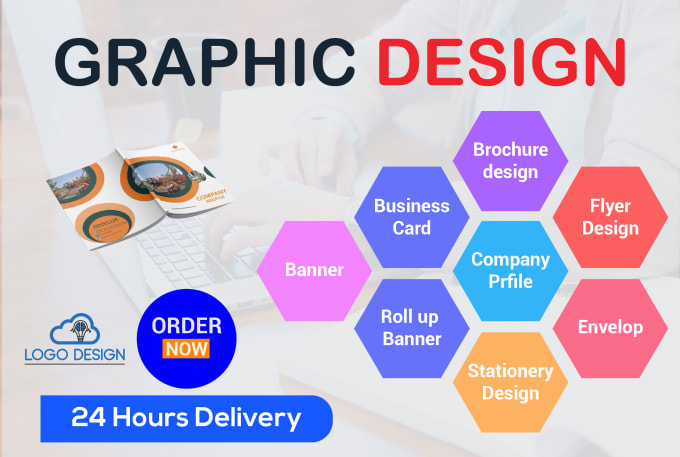 GRAPHIC DESIGN
Brochure
design
Business
Card
Flyer
Design
Banner
Company
Prfile
Roll up
Banner
Envelop
Stationery
Design
COMPANY
PROFILE
LOGO DESIGN
ORDER
NOW
24 Hours Delivery